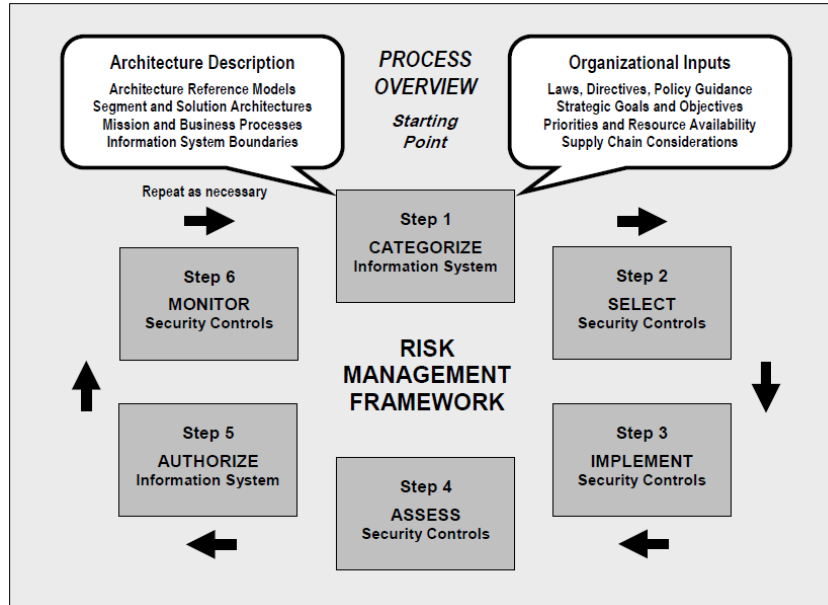 Architecture Description
Architecture Reference Models
Segment and Solution Architectures
Mission and Business Processes
Information System Boundaries
PROCESS
OVERVIEW
Starting
Point
Organizational Inputs
Laws, Directives, Policy Guidance
Strategic Goals and Objectives
Priorities and Resource Availability
Supply Chain Considerations
Repeat as necessary
Step 1
CATEGORIZE
Information System
Step 2
SELECT
Security Controls
Step 3
IMPLEMENT
Security Controls
Step 4
ASSESS
Security Controls
Step 5
AUTHORIZE
Information System
Step 6
MONITOR
Security Controls
RISK
MANAGEMENT
FRAMEWORK